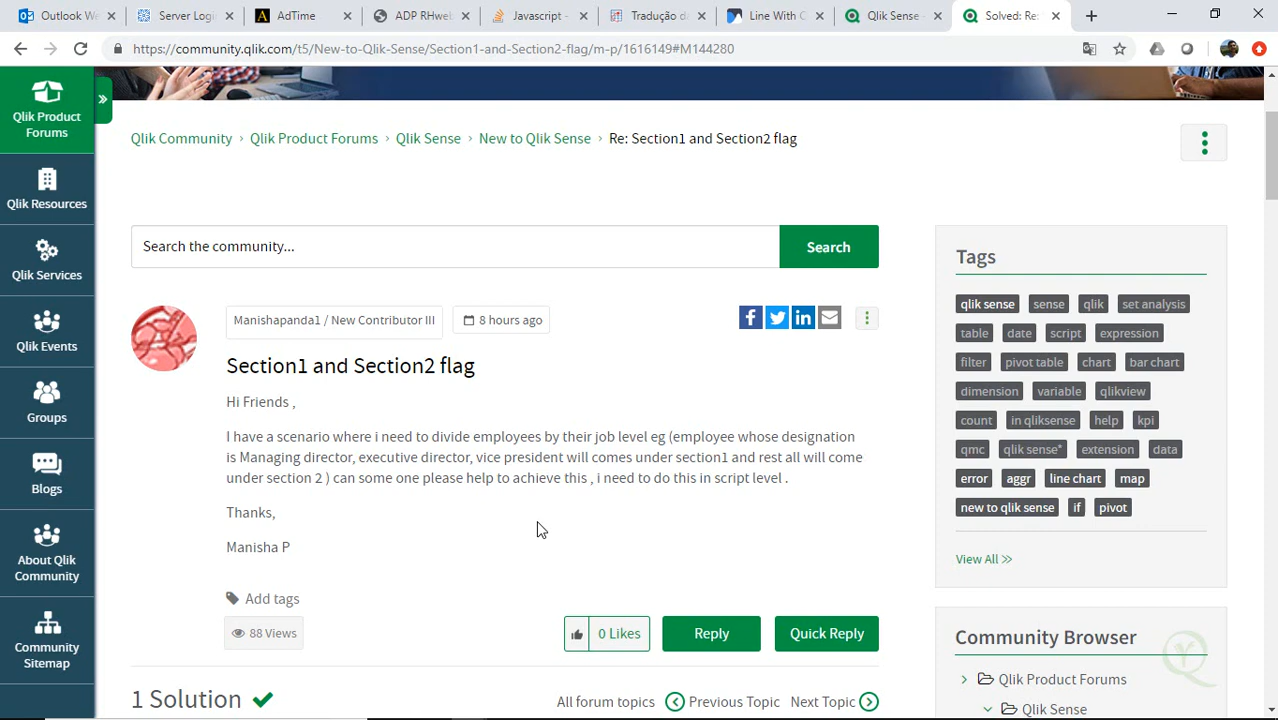 Outlook We
Server Login
AdTime
ADP RHweb
Javascript -
Tradução da
Line With C
Qlik Sense -
Solved: Re:
https://community.qlik.com/t5/New-to-Qlik-Sense/Section1-and-Section2-flag/m-p/1616149#M144280
Qlik Product
Forums
Qlik Resources
Qlik Services
Qlik Events
Groups
Blogs
About Qlik
Community
Community
Sitemap
Qlik Community › Qlik Product Forums › Qlik Sense › New to Qlik Sense › Re: Section1 and Section2 flag
Search the community...
Search
Manishapanda1 / New Contributor III
8 hours ago
Section1 and Section2 flag
Hi Friends ,
I have a scenario where i need to divide employees by their job level eg (employee whose designation
is Managing director, executive director, vice president will comes under section1 and rest all will come
under section 2 ) can some one please help to achieve this , i need to do this in script level .
Thanks,
Manisha P
Add tags
88 Views
0 Likes
Reply
Quick Reply
1 Solution
All forum topics
Previous Topic
Next Topic
Tags
qlik sense sense qlik set analysis
table date script expression
filter pivot table chart bar chart
dimension variable qlikview
count in qliksense help kpi
qmc qlik sense* extension data
error aggr line chart map
new to qlik sense if pivot
View All
Community Browser
Qlik Product Forums
Qlik Sense